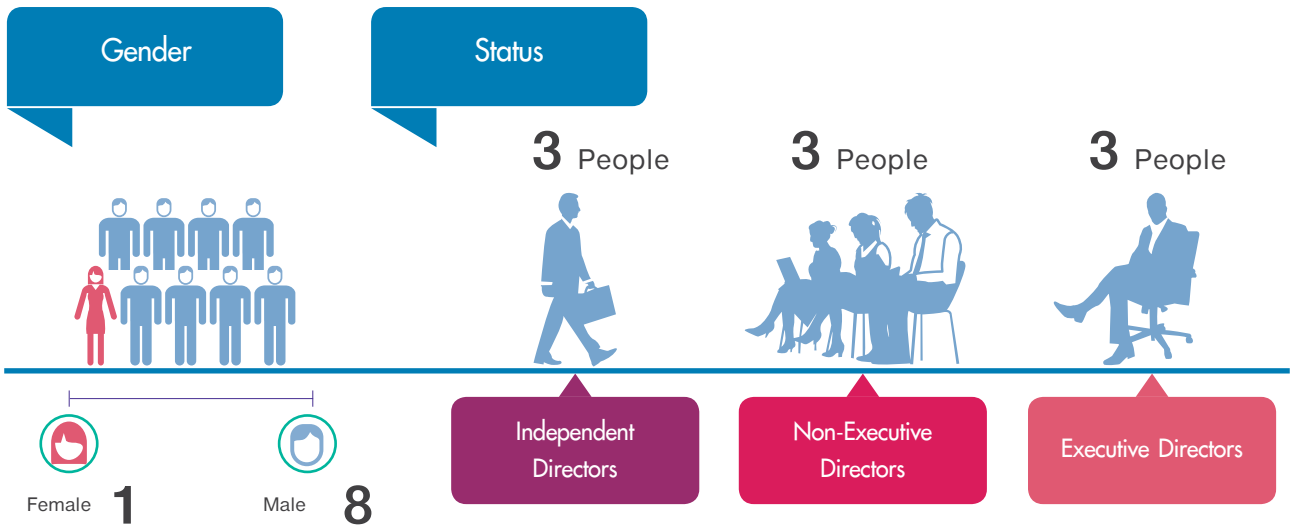 Gender
Status
3 People
3 People
3 People
Independent
Directors
Non-Executive
Directors
Executive Directors
Female 1
Male 8